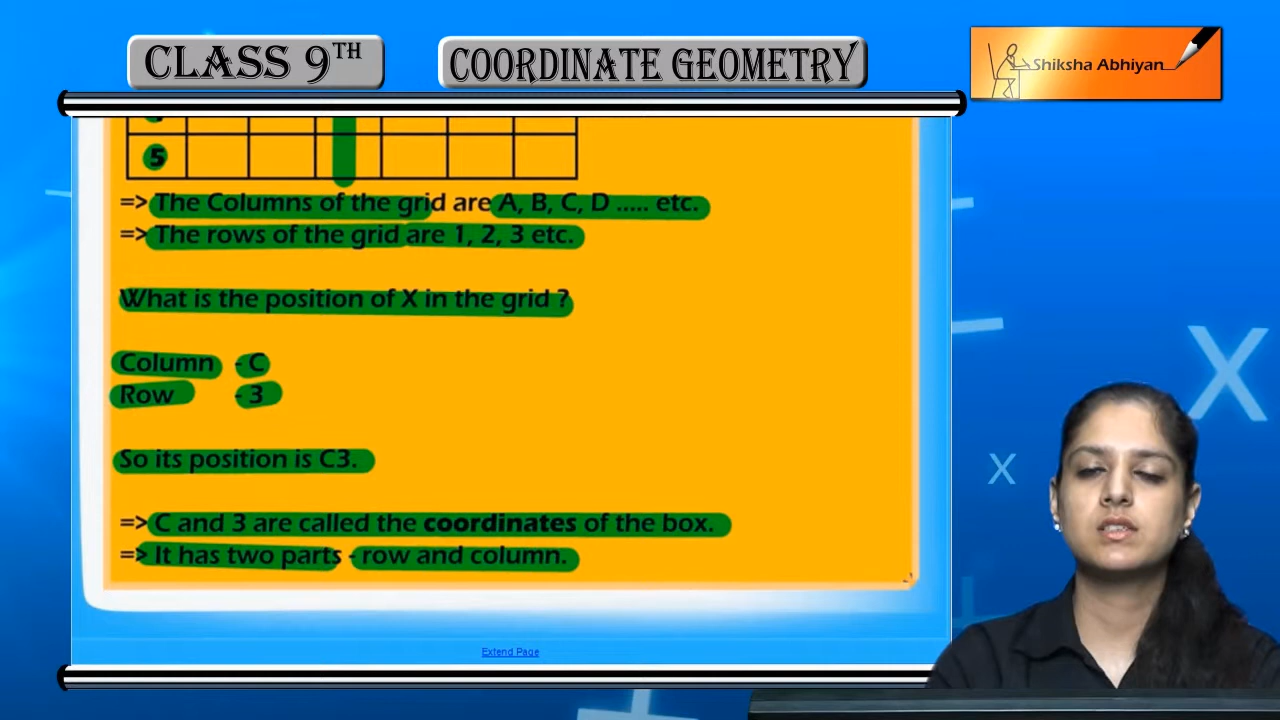 CLASS 9TH
COORDINATE GEOMETRY
Shiksha Abhiyan
5
=> The Columns of the grid are A, B, C, D ..... etc.
=> The rows of the grid are 1, 2, 3 etc.
What is the position of X in the grid ?
Column - C
Row - 3
So its position is C3.
=> C and 3 are called the coordinates of the box.
=> It has two parts - row and column.
Extend Page
X
X